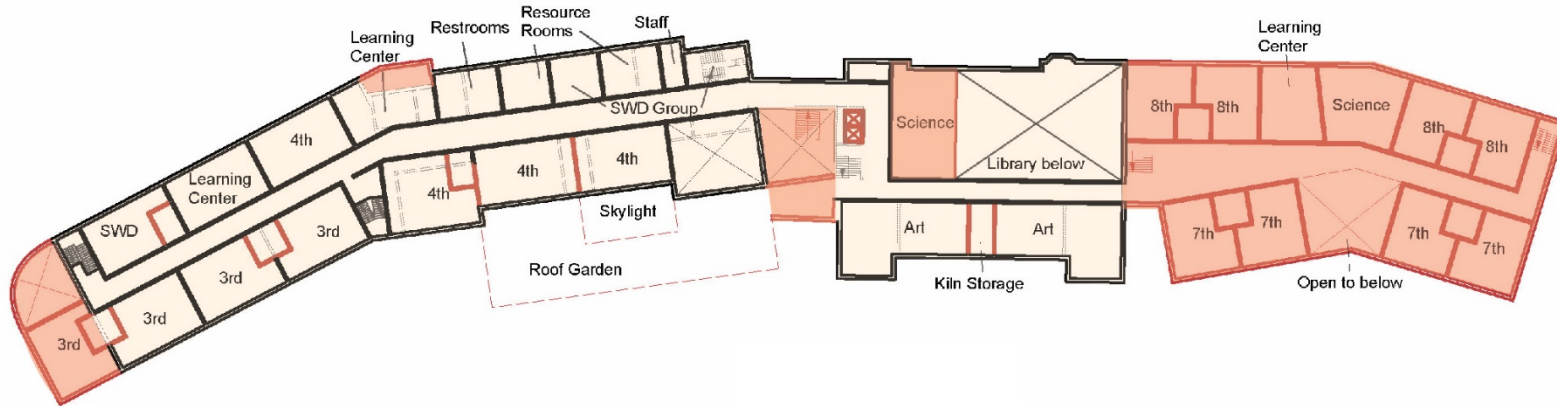 Learning
Center
Restrooms
Resource
Rooms
Staff
SWD Group
4th
Learning
Center
SWD
4th
4th
4th
3rd
3rd
3rd
3rd
Skylight
Roof Garden
Science
Library below
Art
Art
Kiln Storage
Learning
Center
8th
8th
Science
8th
8th
7th
7th
7th
7th
Open to below